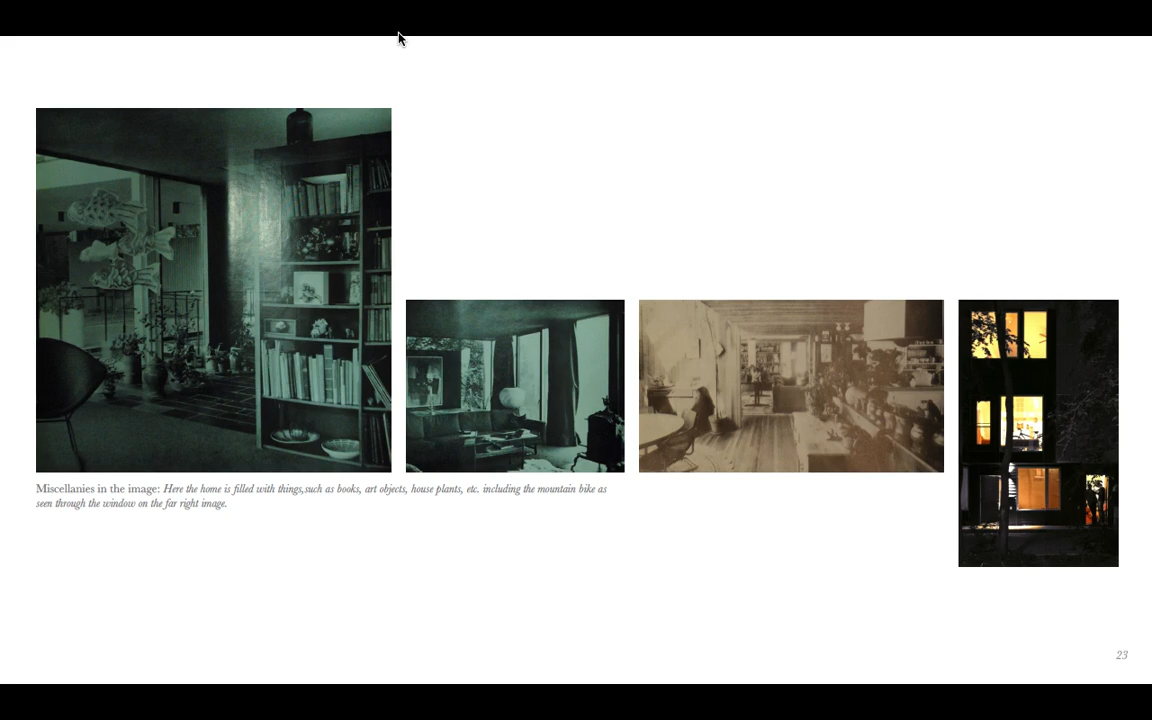 Miscellanies in the image: Here the home is filled with things,such as books, art objects, house plants, etc. including the mountain bike as
seen through the window on the far right image.
23